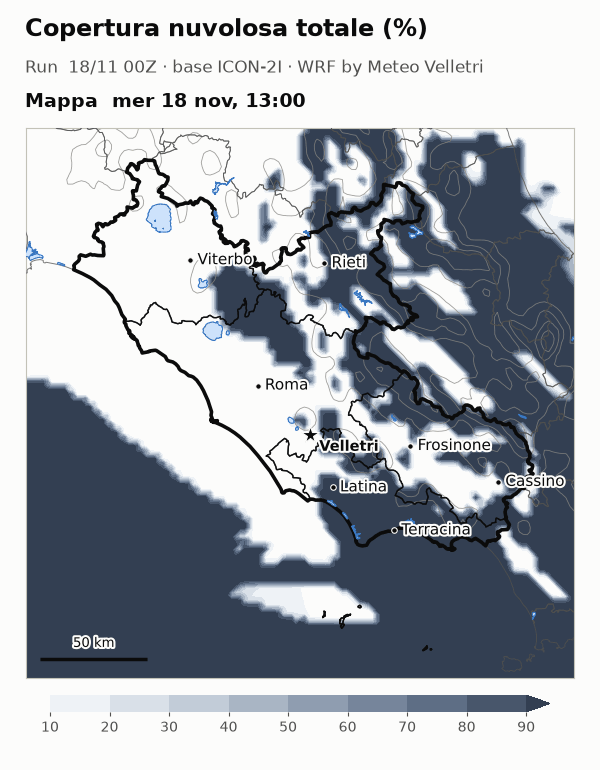 Copertura nuvolosa totale (%)
Run  18/11 00Z · base ICON-2I · WRF by Meteo Velletri
Mappa  mer 18 nov, 13:00
Viterbo
Rieti
Roma
Velletri
Frosinone
Cassino
Latina
Terracina
50 km
10 20 30 40 50 60 70 80 90